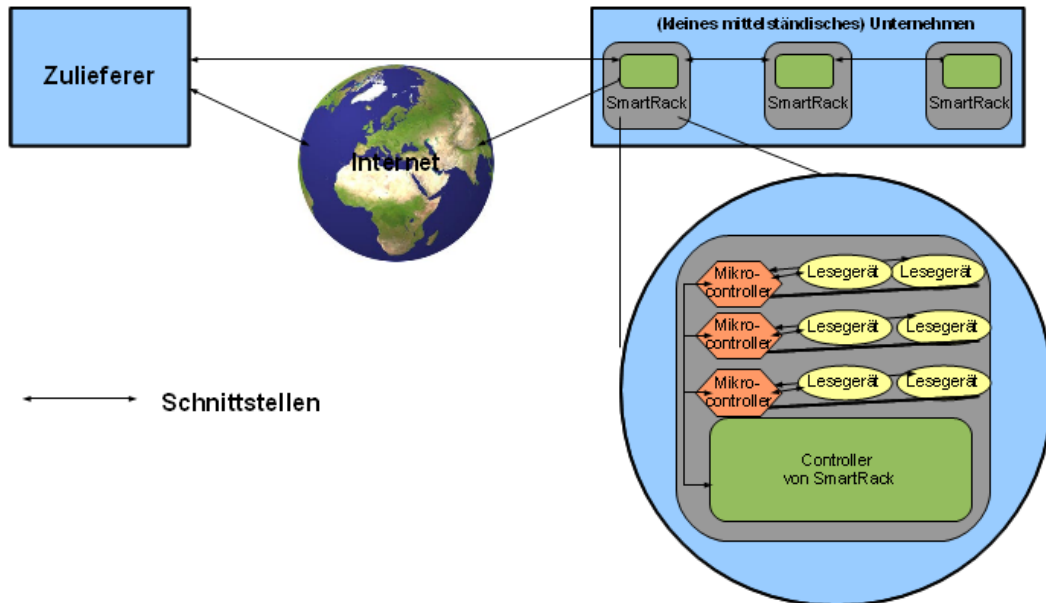 (kleines mittelständisches) Unternehmen
Zulieferer
SmartRack
SmartRack
SmartRack
Internet
Mikro-
controller
Lesegerät
Lesegerät
Mikro-
controller
Lesegerät
Lesegerät
Mikro-
controller
Lesegerät
Lesegerät
Schnittstellen
Controller
von SmartRack